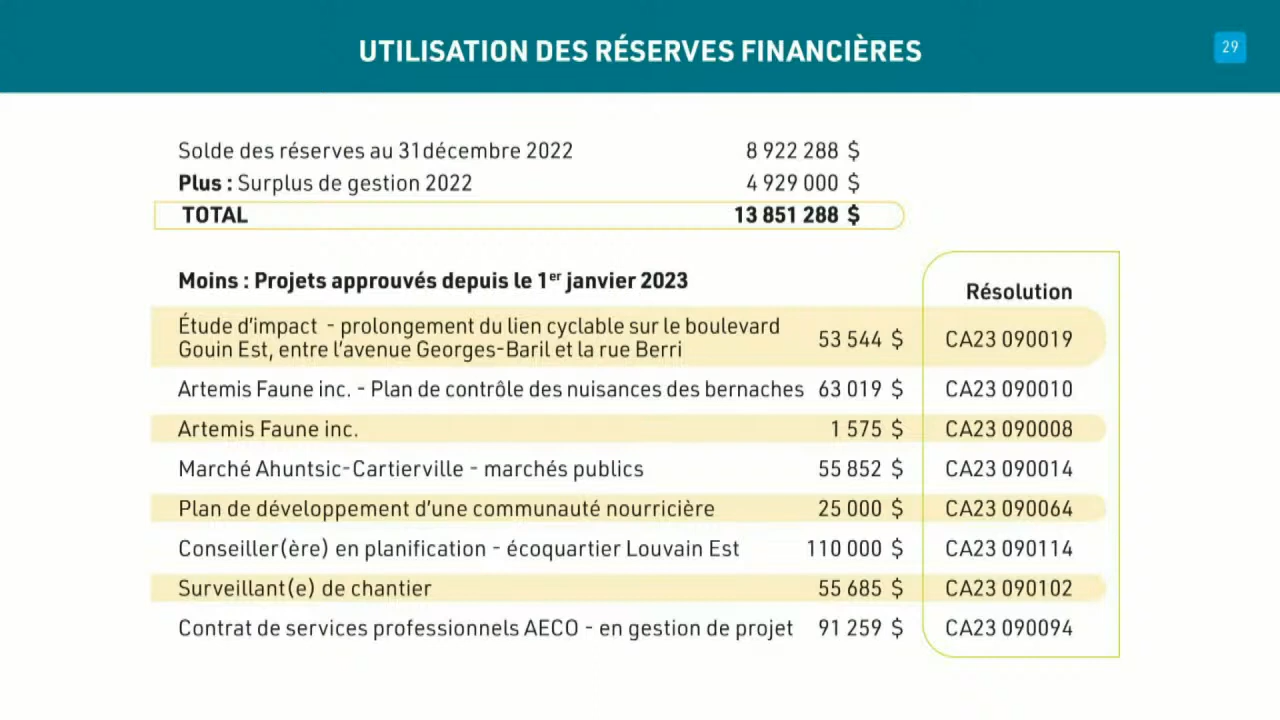 UTILISATION DES RÉSERVES FINANCIÈRES
29
Solde des réserves au 31décembre 2022 8 922 288 $
Plus : Surplus de gestion 2022 4 929 000 $
TOTAL 13 851 288 $
Moins : Projets approuvés depuis le 1er janvier 2023
Résolution
Étude d'impact - prolongement du lien cyclable sur le boulevard
Gouin Est, entre l'avenue Georges-Baril et la rue Berri
53 544 $ CA23 090019
Artemis Faune inc. - Plan de contrôle des nuisances des bernaches 63 019 $ CA23 090010
Artemis Faune inc. 1 575 $ CA23 090008
Marché Ahuntsic-Cartierville - marchés publics 55 852 $ CA23 090014
Plan de développement d'une communauté nourricière 25 000 $ CA23 090064
Conseiller(ère) en planification - écoquartier Louvain Est 110 000 $ CA23 090114
Surveillant(e) de chantier 55 685 $ CA23 090102
Contrat de services professionnels AECO - en gestion de projet 91 259 $ CA23 090094